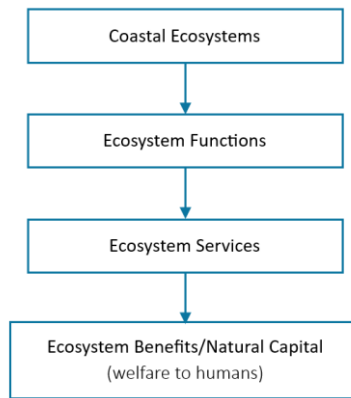 Coastal Ecosystems
Ecosystem Functions
Ecosystem Services
Ecosystem Benefits/Natural Capital
(welfare to humans)